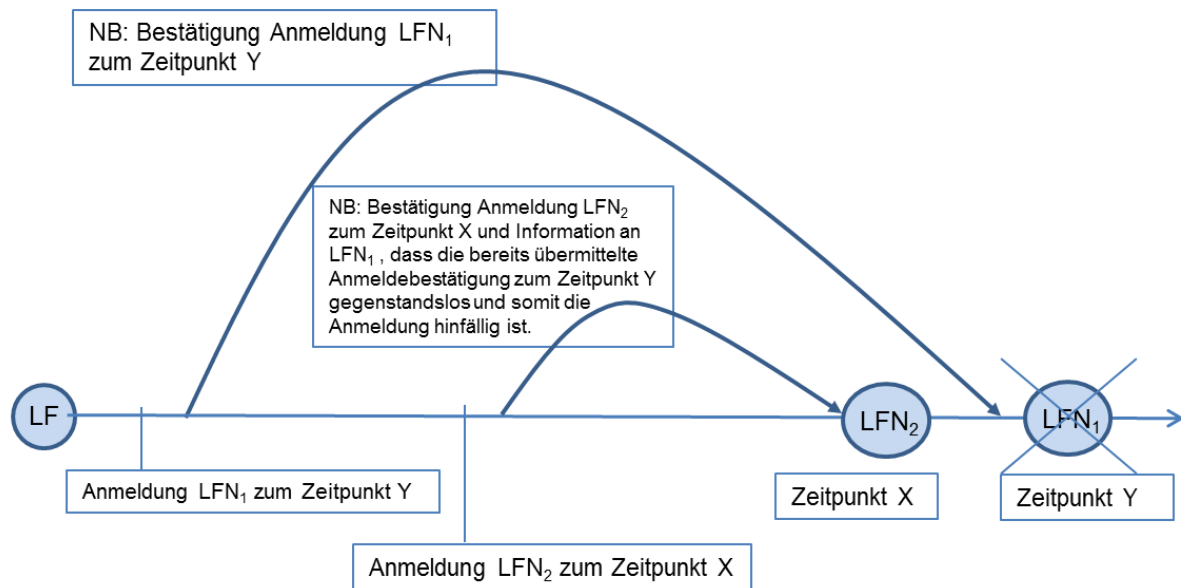 NB: Bestätigung Anmeldung LFN₁
zum Zeitpunkt Y
NB: Bestätigung Anmeldung LFN₂
zum Zeitpunkt X und Information an
LFN₁ , dass die bereits übermittelte
Anmeldebestätigung zum Zeitpunkt Y
gegenstandslos und somit die
Anmeldung hinfällig ist.
LF
LFN₂
LFN₁
Anmeldung LFN₁ zum Zeitpunkt Y
Zeitpunkt X
Zeitpunkt Y
Anmeldung LFN₂ zum Zeitpunkt X